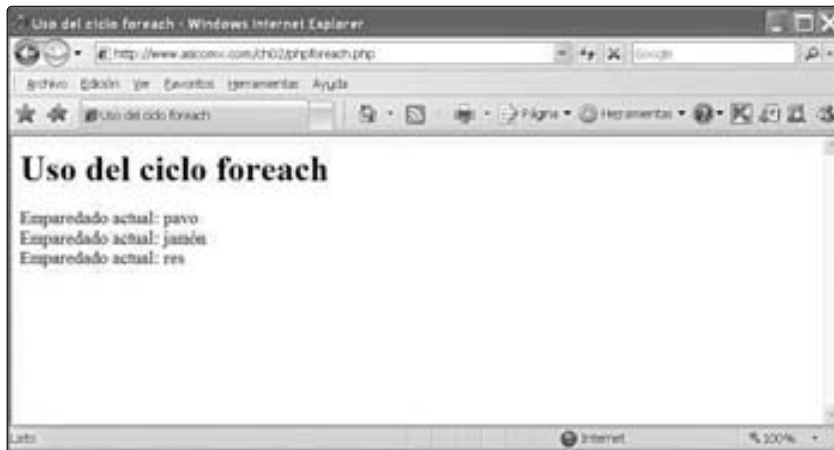 Uso del ciclo foreach - Windows Internet Explorer
http://www.asicomx.com/ch02/phpforeach.php
Google
Archivo Edición Ver Favoritos Herramientas Ayuda
Uso del ciclo foreach
Página Herramientas
Uso del ciclo foreach
Emparedado actual: pavo
Emparedado actual: jamón
Emparedado actual: res
Listo
Internet
100%